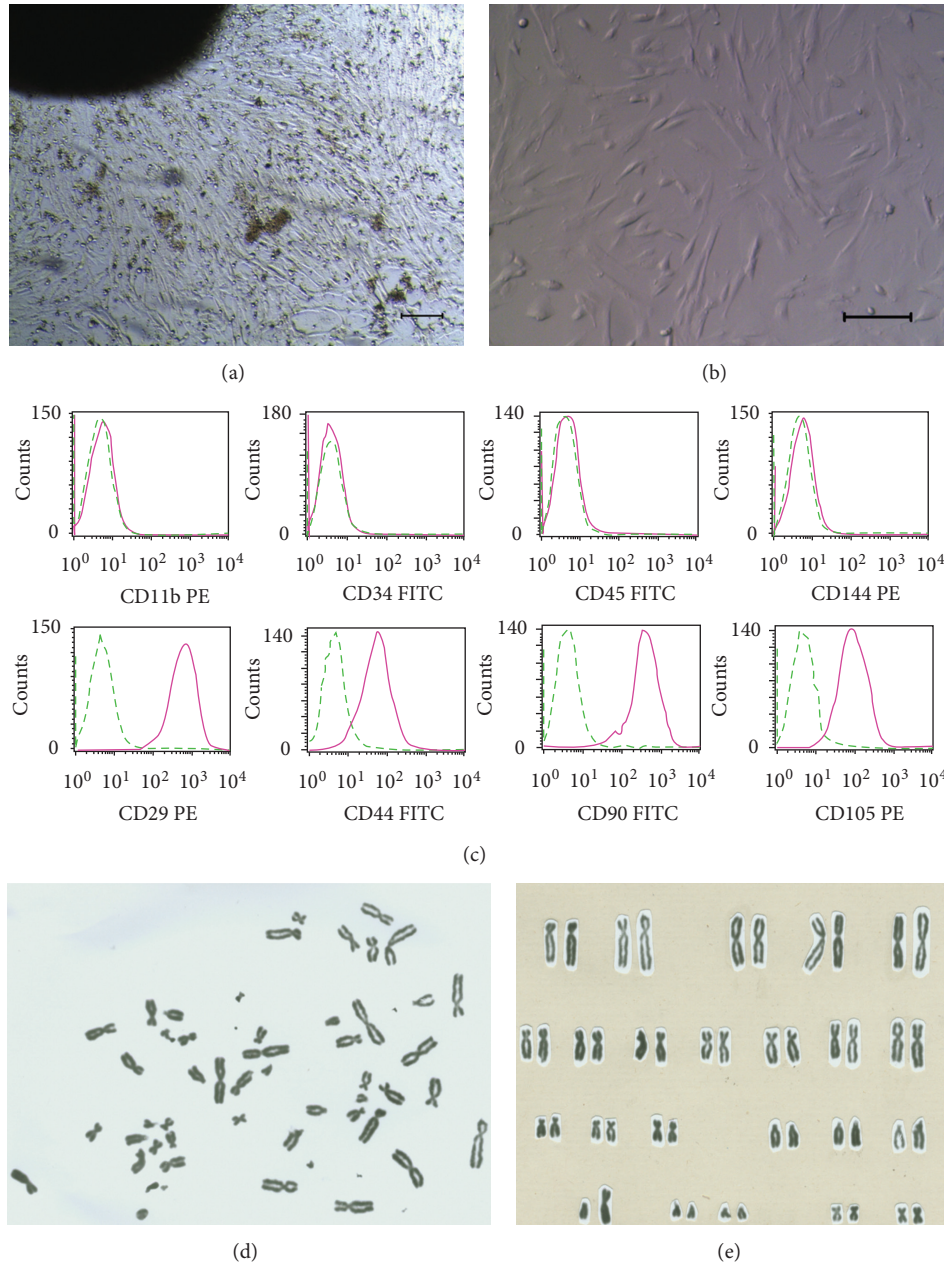 (a)
(b)
150
Counts
0
10⁰ 10¹ 10² 10³ 10⁴
CD11b PE
180
Counts
0
10⁰ 10¹ 10² 10³ 10⁴
CD34 FITC
140
Counts
0
10⁰ 10¹ 10² 10³ 10⁴
CD45 FITC
140
Counts
0
10⁰ 10¹ 10² 10³ 10⁴
CD144 PE
150
Counts
0
10⁰ 10¹ 10² 10³ 10⁴
CD29 PE
140
Counts
0
10⁰ 10¹ 10² 10³ 10⁴
CD44 FITC
140
Counts
0
10⁰ 10¹ 10² 10³ 10⁴
CD90 FITC
140
Counts
0
10⁰ 10¹ 10² 10³ 10⁴
CD105 PE
(c)
(d)
(e)